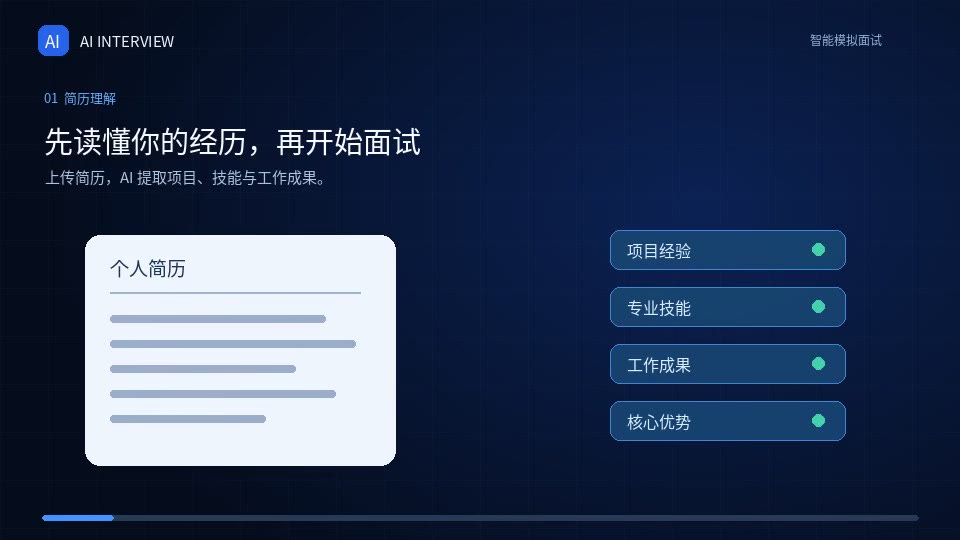 AI AI INTERVIEW
智能模拟面试
01 简历理解
先读懂你的经历，再开始面试
上传简历，AI 提取项目、技能与工作成果。
个人简历
项目经验
专业技能
工作成果
核心优势